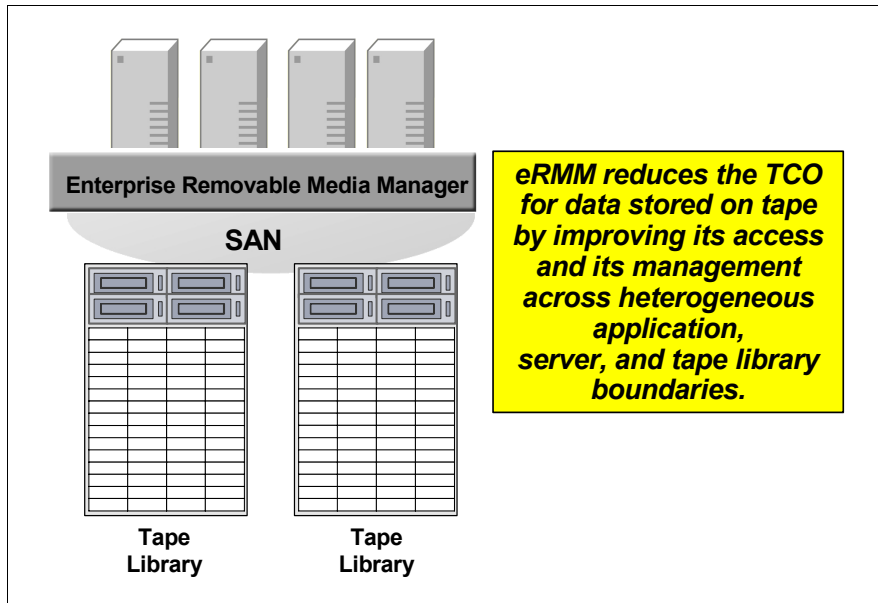 Enterprise Removable Media Manager
SAN
eRMM reduces the TCO
for data stored on tape
by improving its access
and its management
across heterogeneous
application,
server, and tape library
boundaries.
Tape
Library
Tape
Library